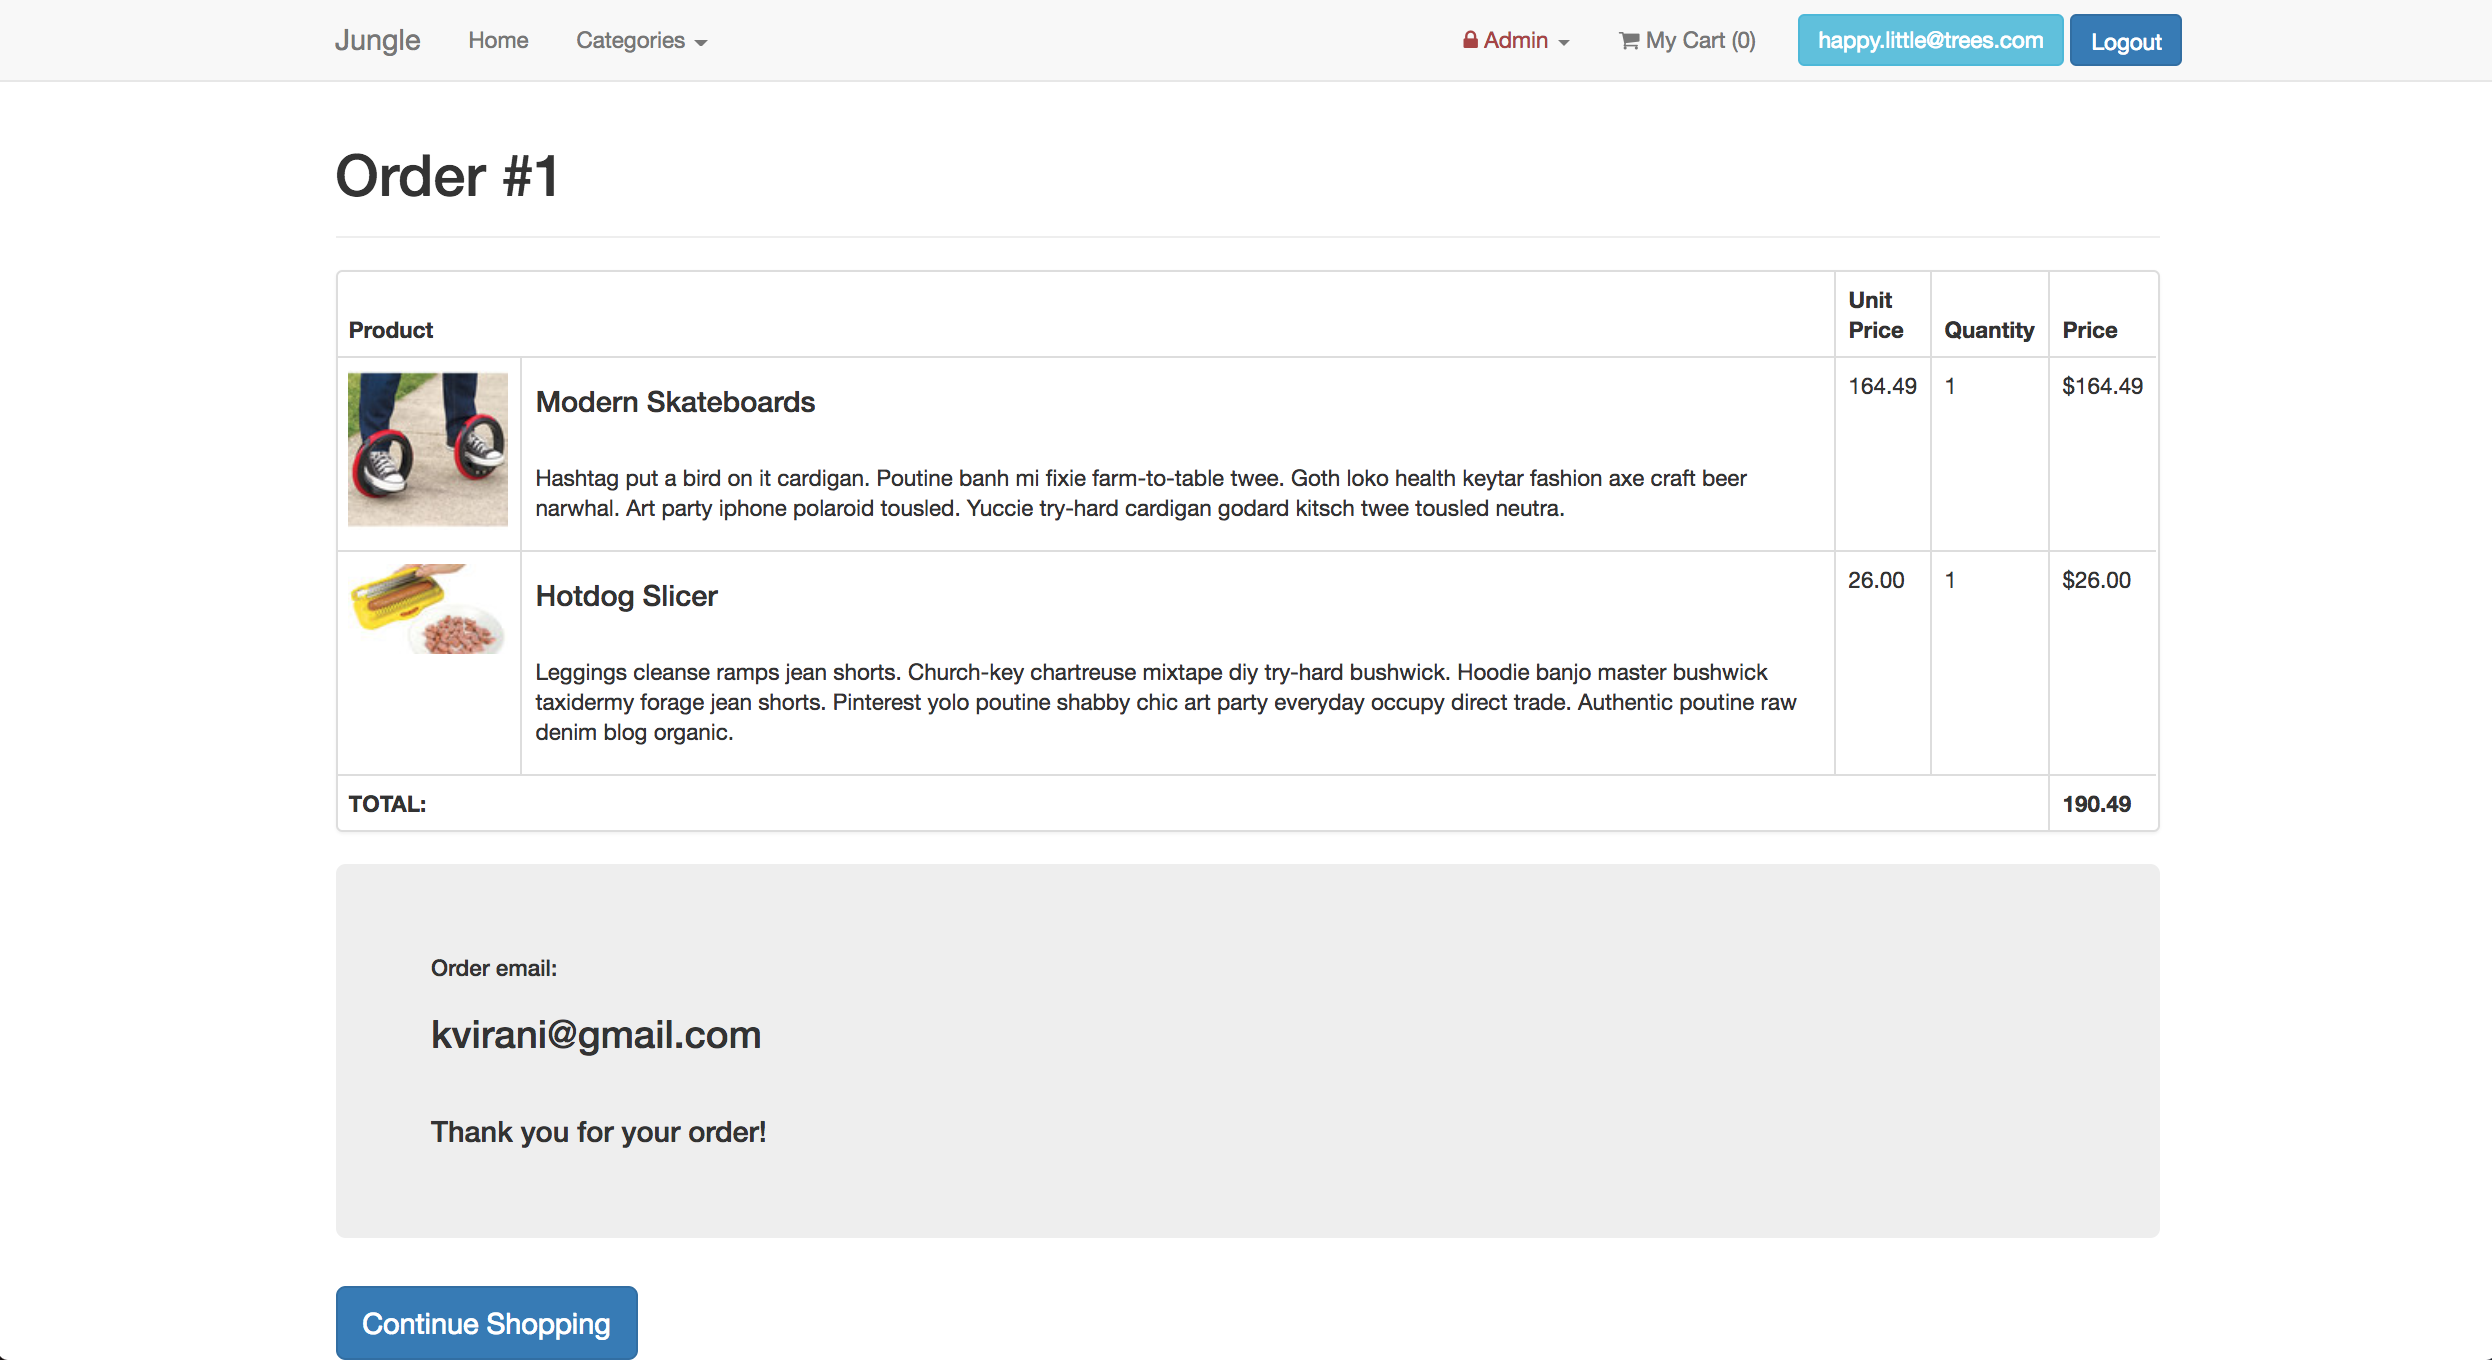 Jungle Home Categories Admin My Cart (0) happy.little@trees.com Logout
Order #1
Product Unit Price Quantity Price
Modern Skateboards 164.49 1 $164.49
Hashtag put a bird on it cardigan. Poutine banh mi fixie farm-to-table twee. Goth loko health keytar fashion axe craft beer
narwhal. Art party iphone polaroid tousled. Yuccie try-hard cardigan godard kitsch twee tousled neutra.
Hotdog Slicer 26.00 1 $26.00
Leggings cleanse ramps jean shorts. Church-key chartreuse mixtape diy try-hard bushwick. Hoodie banjo master bushwick
taxidermy forage jean shorts. Pinterest yolo poutine shabby chic art party everyday occupy direct trade. Authentic poutine raw
denim blog organic.
TOTAL: 190.49
Order email:
kvirani@gmail.com
Thank you for your order!
Continue Shopping